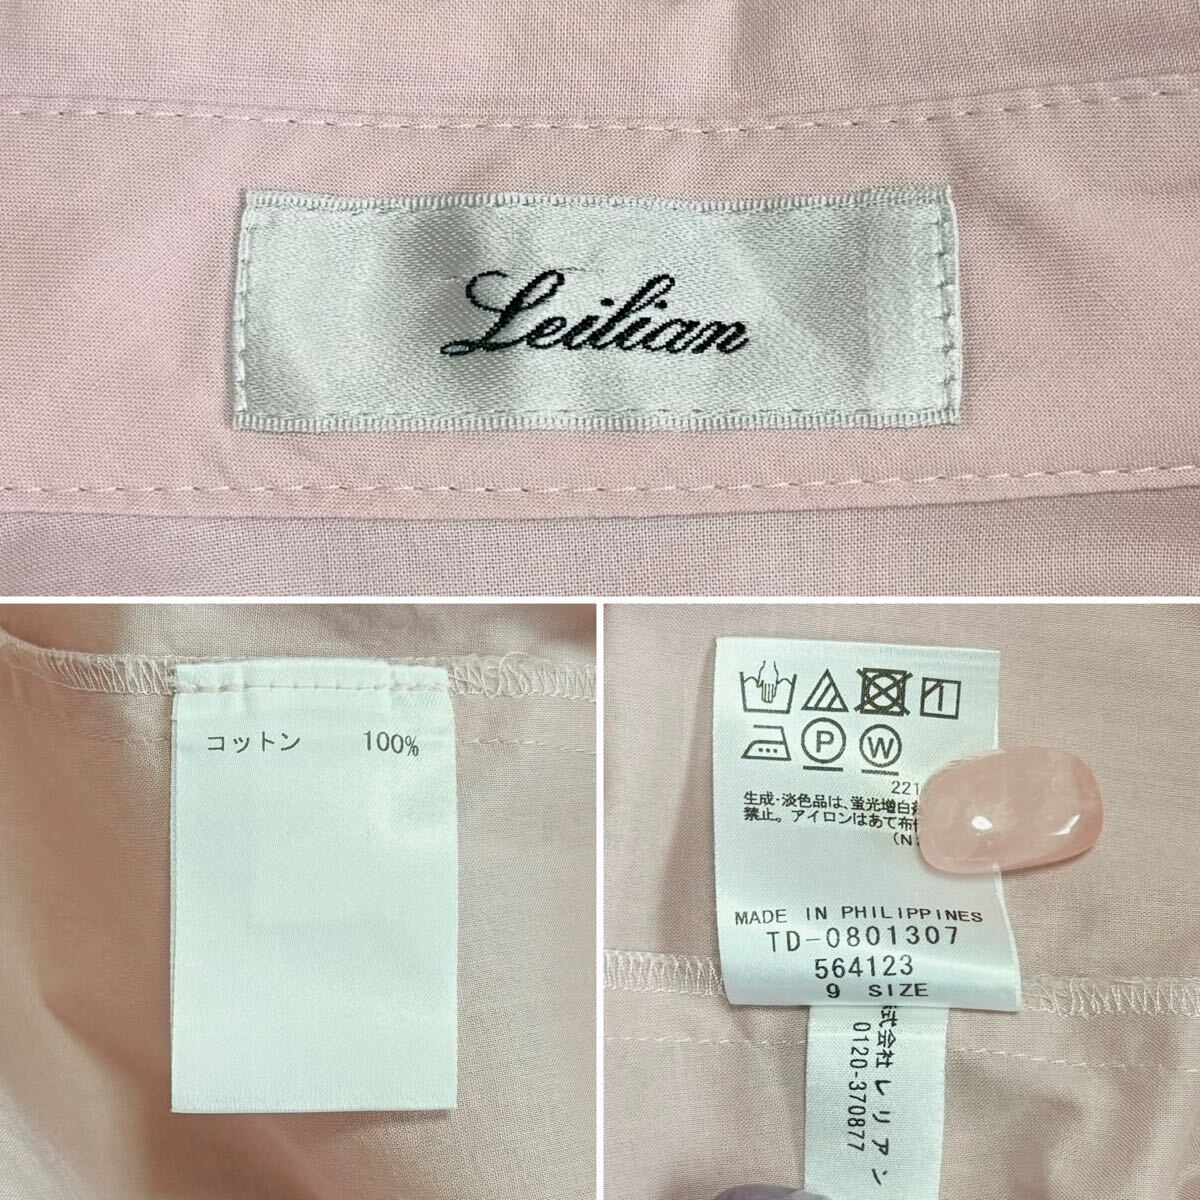 Leilian
コットン 100%
P W
221
生成・淡色品は、蛍光増白
禁止。アイロンはあて布
(N
MADE IN PHILIPPINES
TD-0801307
564123
9 SIZE
式会社レリアン
0120-370877